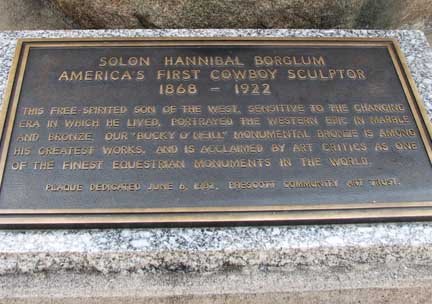 SOLON HANNIBAL BORGLUM
AMERICA'S FIRST COWBOY SCULPTOR
1868 - 1922
THIS FREE-SPIRITED SON OF THE WEST, SENSITIVE TO THE CHANGING
ERA IN WHICH HE LIVED, PORTRAYED THE WESTERN EPIC IN MARBLE
AND BRONZE. OUR "BUCKY O'NEILL" MONUMENTAL BRONZE IS AMONG
HIS GREATEST WORKS, AND IS ACCLAIMED BY ART CRITICS AS ONE
OF THE FINEST EQUESTRIAN MONUMENTS IN THE WORLD.
PLAQUE DEDICATED JUNE 6, PRESCOTT COMMUNITY ART TRUST.